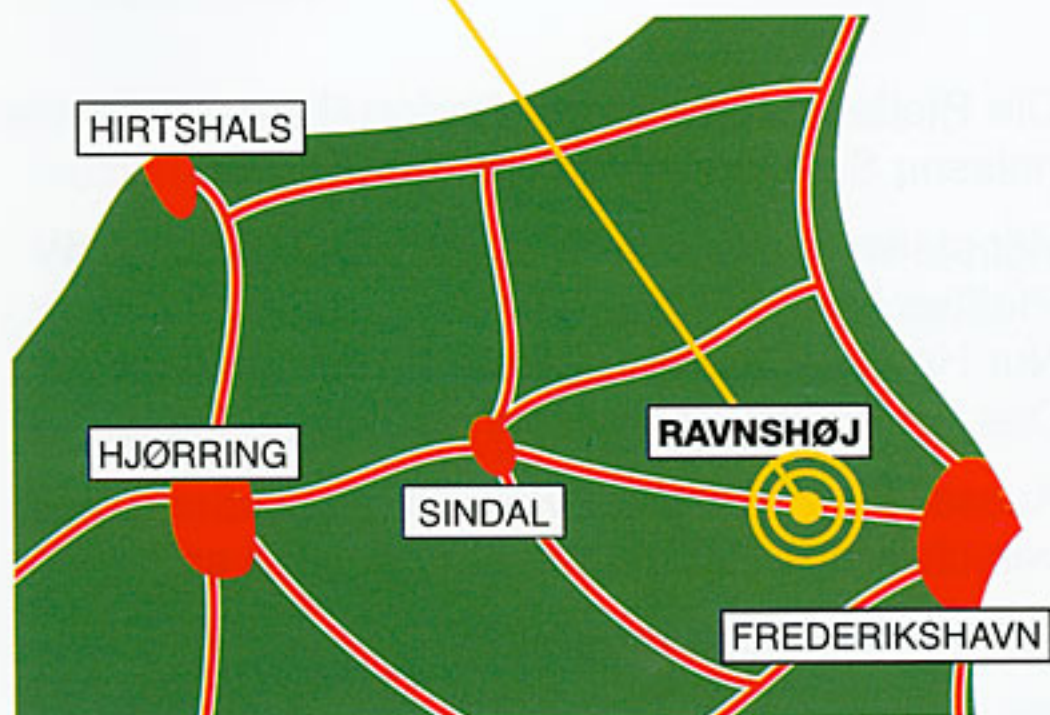 HIRTSHALS
RAVNSHØJ
HJØRRING
SINDAL
FREDERIKSHAVN